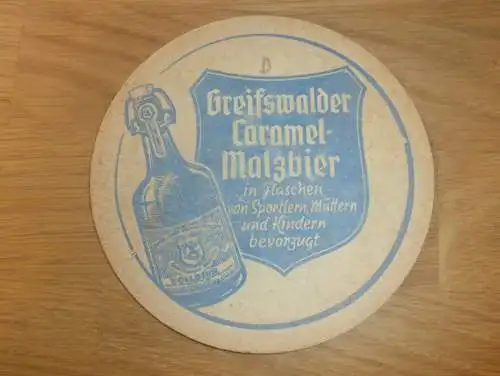 D
Greifswalder
Caramel-
Malzbier
in Flaschen
von Sportlern, Müttern
und Kindern
bevorzugt